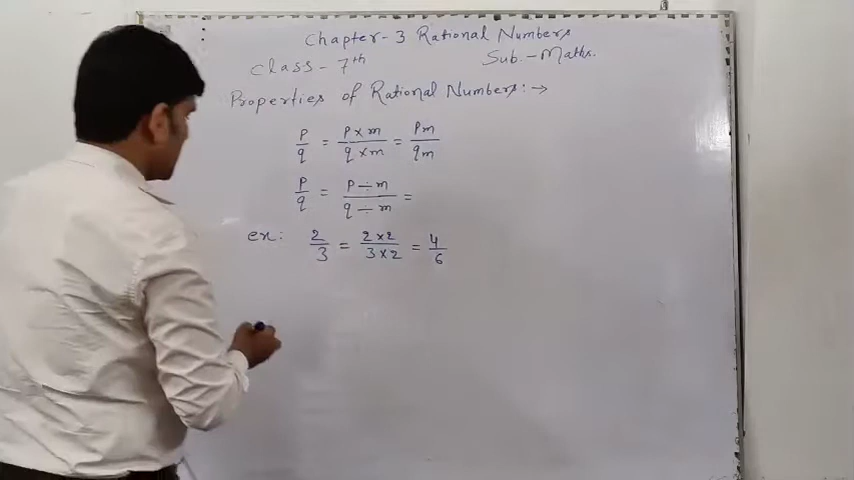 Chapter-3 Rational Numbers
Class-7th Sub.-Maths.
Properties of Rational Numbers:→
p/q = p×m/q×m = pm/qm
p/q = p÷m/q÷m =
ex: 2/3 = 2×2/3×2 = 4/6